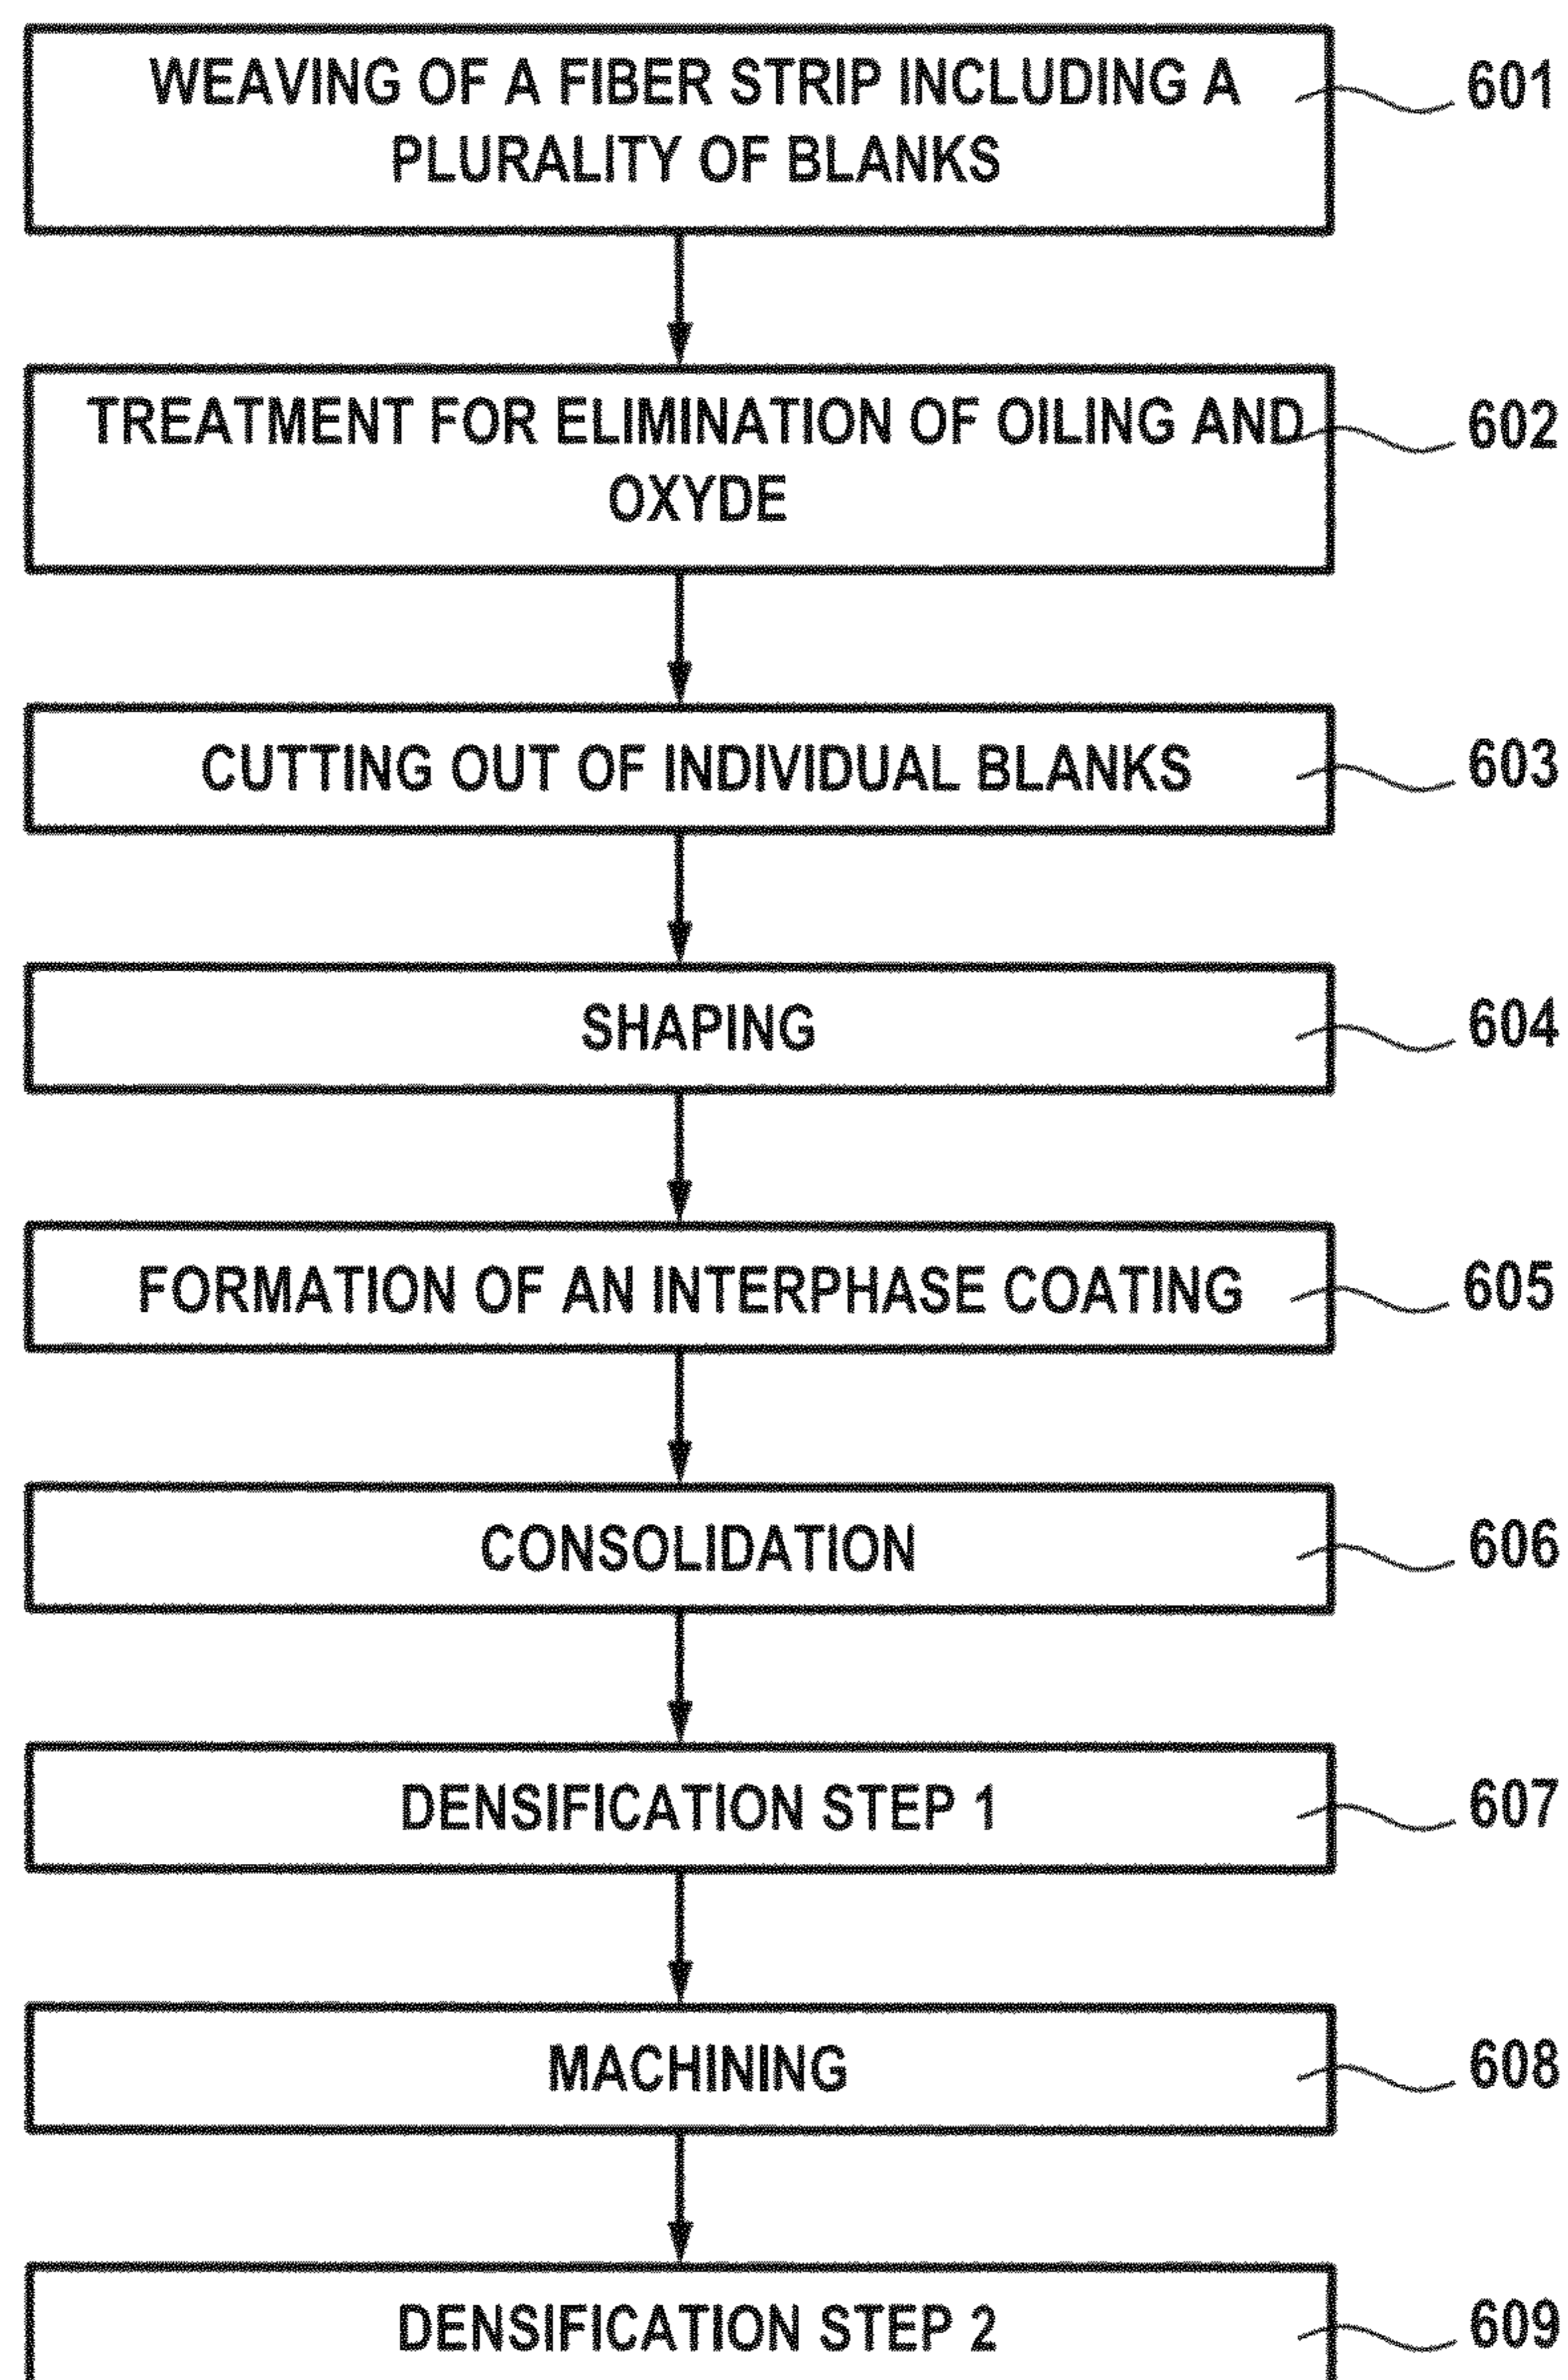 WEAVING OF A FIBER STRIP INCLUDING A
PLURALITY OF BLANKS
601
TREATMENT FOR ELIMINATION OF OILING AND
OXYDE
602
CUTTING OUT OF INDIVIDUAL BLANKS
603
SHAPING
604
FORMATION OF AN INTERPHASE COATING
605
CONSOLIDATION
606
DENSIFICATION STEP 1
607
MACHINING
608
DENSIFICATION STEP 2
609